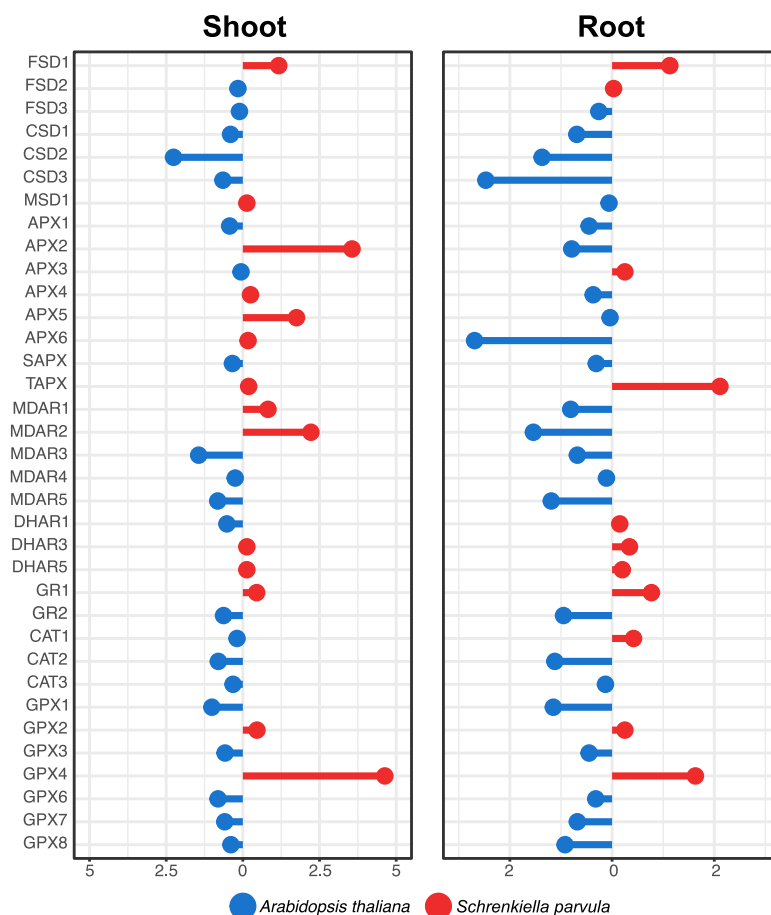 Shoot Root
FSD1
FSD2
FSD3
CSD1
CSD2
CSD3
MSD1
APX1
APX2
APX3
APX4
APX5
APX6
SAPX
TAPX
MDAR1
MDAR2
MDAR3
MDAR4
MDAR5
DHAR1
DHAR3
DHAR5
GR1
GR2
CAT1
CAT2
CAT3
GPX1
GPX2
GPX3
GPX4
GPX6
GPX7
GPX8
5 2.5 0 2.5 5 2 0 2
Arabidopsis thaliana Schrenkiella parvula